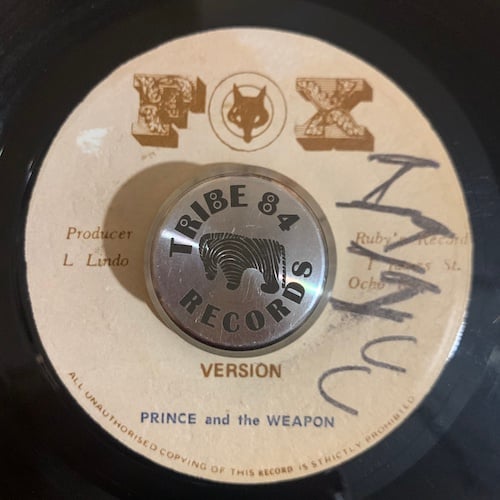 FOX
TRIBE 84
RECORDS
Producer
L Lindo
Ruby's Record
St.
Ocho
VERSION
PRINCE and the WEAPON
ALL UNAUTHORISED COPYING OF THIS RECORD IS STRICTLY PROHIBITED